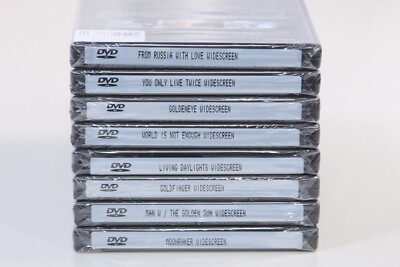 DVD FROM RUSSIA WITH LOVE WIDESCREEN
DVD YOU ONLY LIVE TWICE WIDESCREEN
DVD GOLDENEYE WIDESCREEN
DVD WORLD IS NOT ENOUGH WIDESCREEN
DVD LIVING DAYLIGHTS WIDESCREEN
DVD GOLDFINGER WIDESCREEN
DVD MAN W / THE GOLDEN GUN WIDESCREEN
DVD MOONRAKER WIDESCREEN